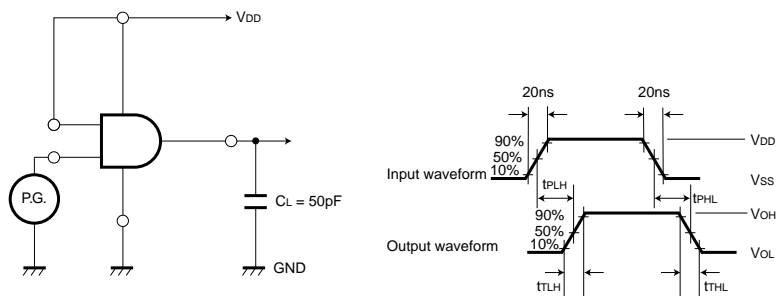 VDD
P.G.
CL = 50pF
GND
20ns 20ns
90%
50%
10%
Input waveform
VDD
VSS
tPLH tPHL
90%
50%
10%
Output waveform
VOH
VOL
tTLH tTHL